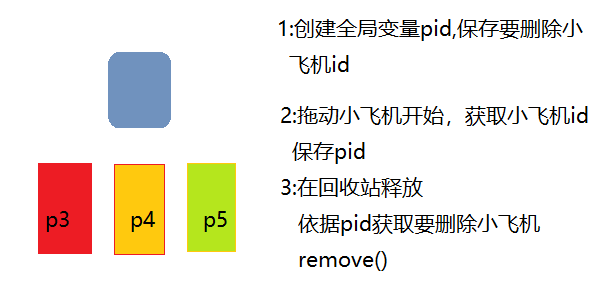 1:创建全局变量pid,保存要删除小
飞机id
2:拖动小飞机开始，获取小飞机id
保存pid
3:在回收站释放
依据pid获取要删除小飞机
remove()
p3
p4
p5